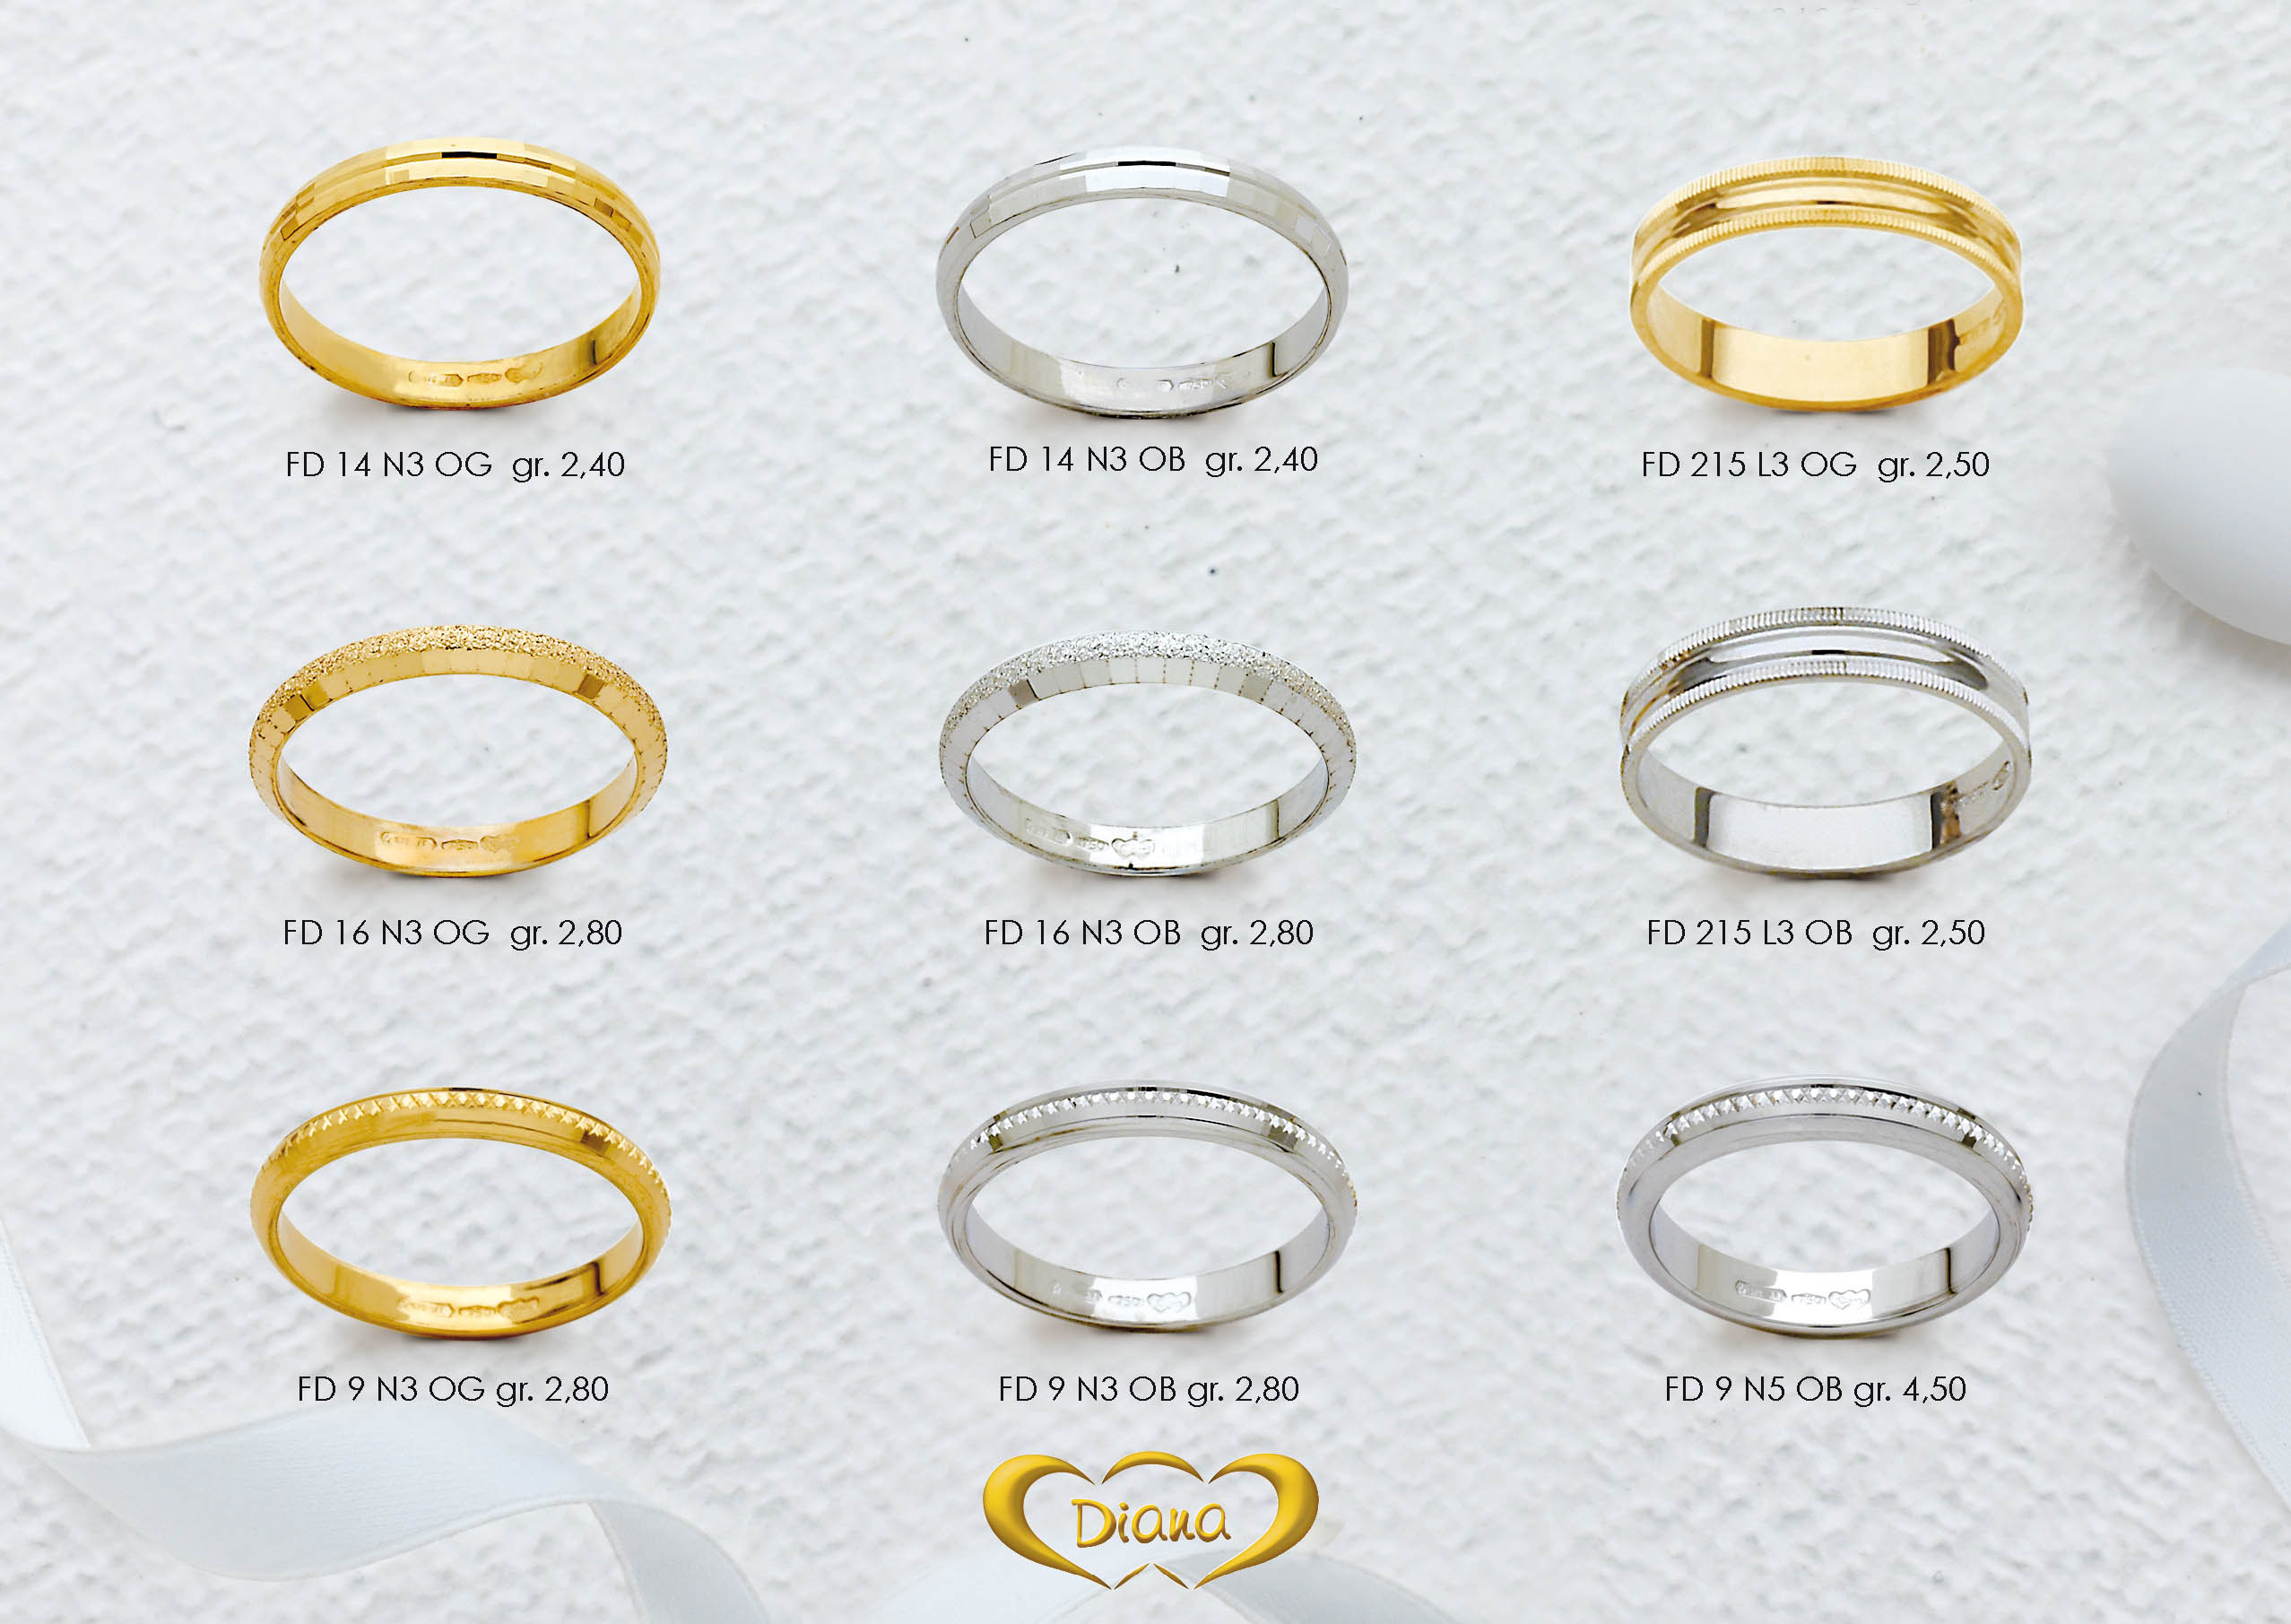 FD 14 N3 OG  gr. 2,40
FD 14 N3 OB  gr. 2,40
FD 215 L3 OG  gr. 2,50
FD 16 N3 OG  gr. 2,80
FD 16 N3 OB  gr. 2,80
FD 215 L3 OB  gr. 2,50
FD 9 N3 OG gr. 2,80
FD 9 N3 OB gr. 2,80
FD 9 N5 OB gr. 4,50
Diana